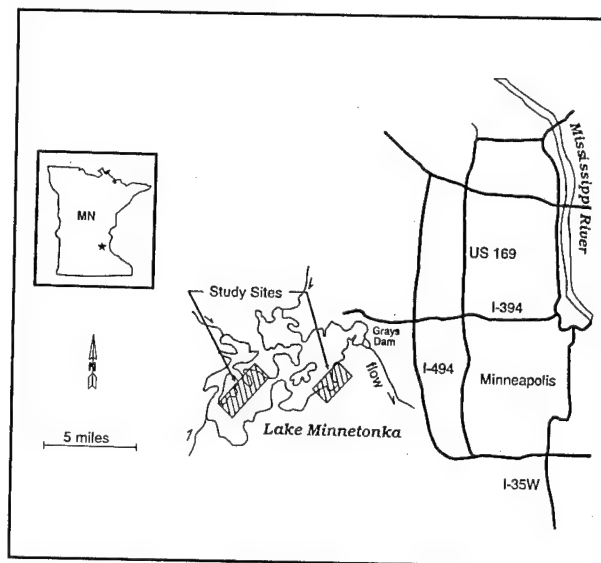 Mississippi River
MN
US 169
Study Sites
I-394
Grays
Dam
I-494
flow
Minneapolis
Lake Minnetonka
5 miles
I-35W
N